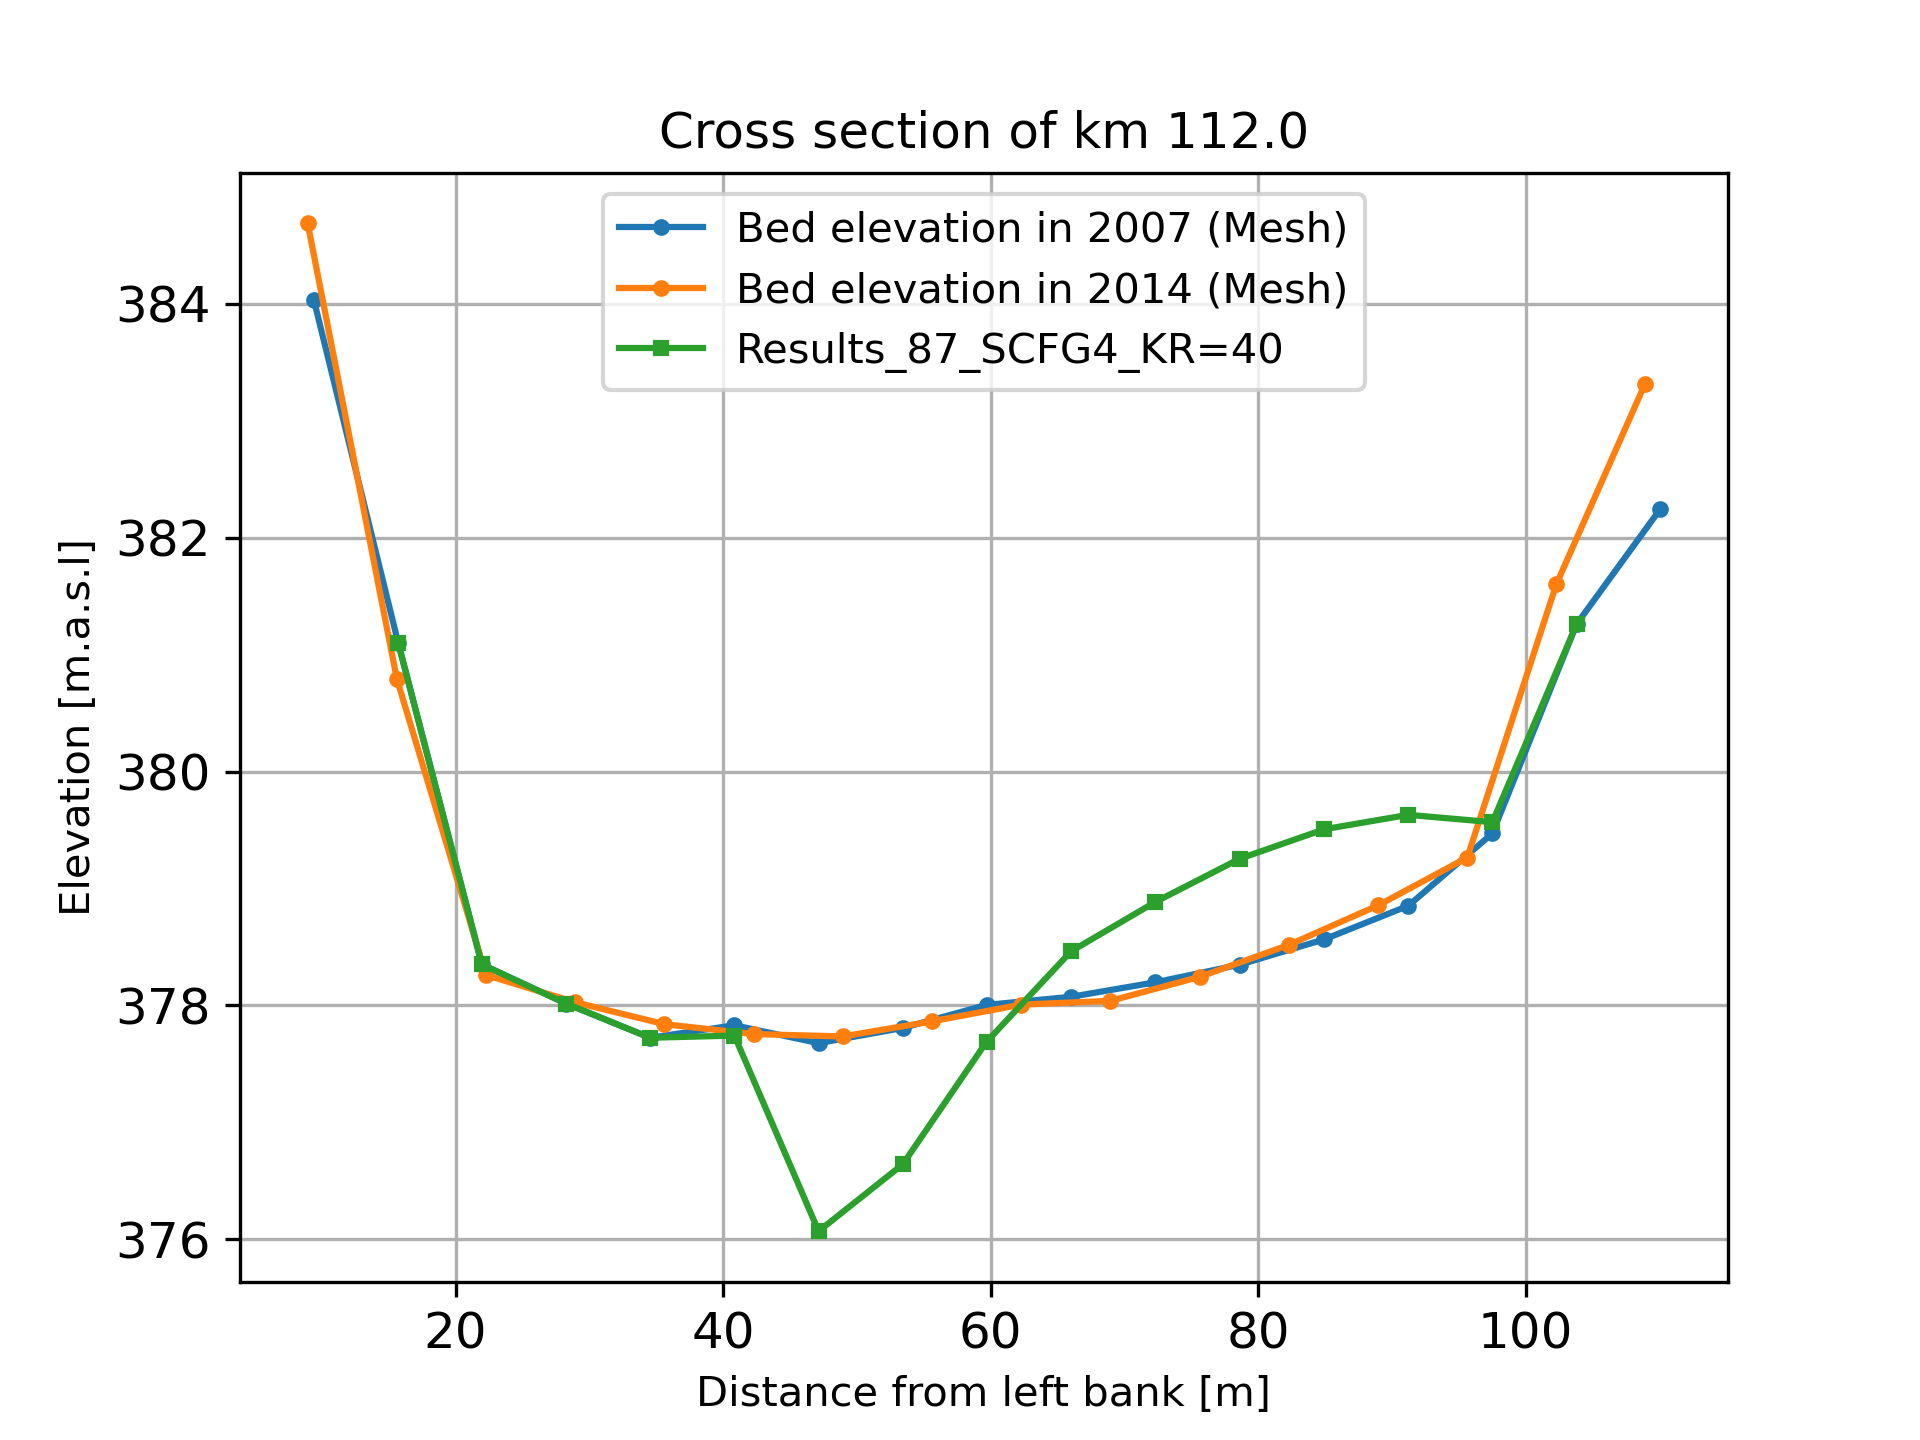 Cross section of km 112.0
Bed elevation in 2007 (Mesh)
Bed elevation in 2014 (Mesh)
Results_87_SCFG4_KR=40
Elevation [m.a.s.l]
384
382
380
378
376
20 40 60 80 100
Distance from left bank [m]